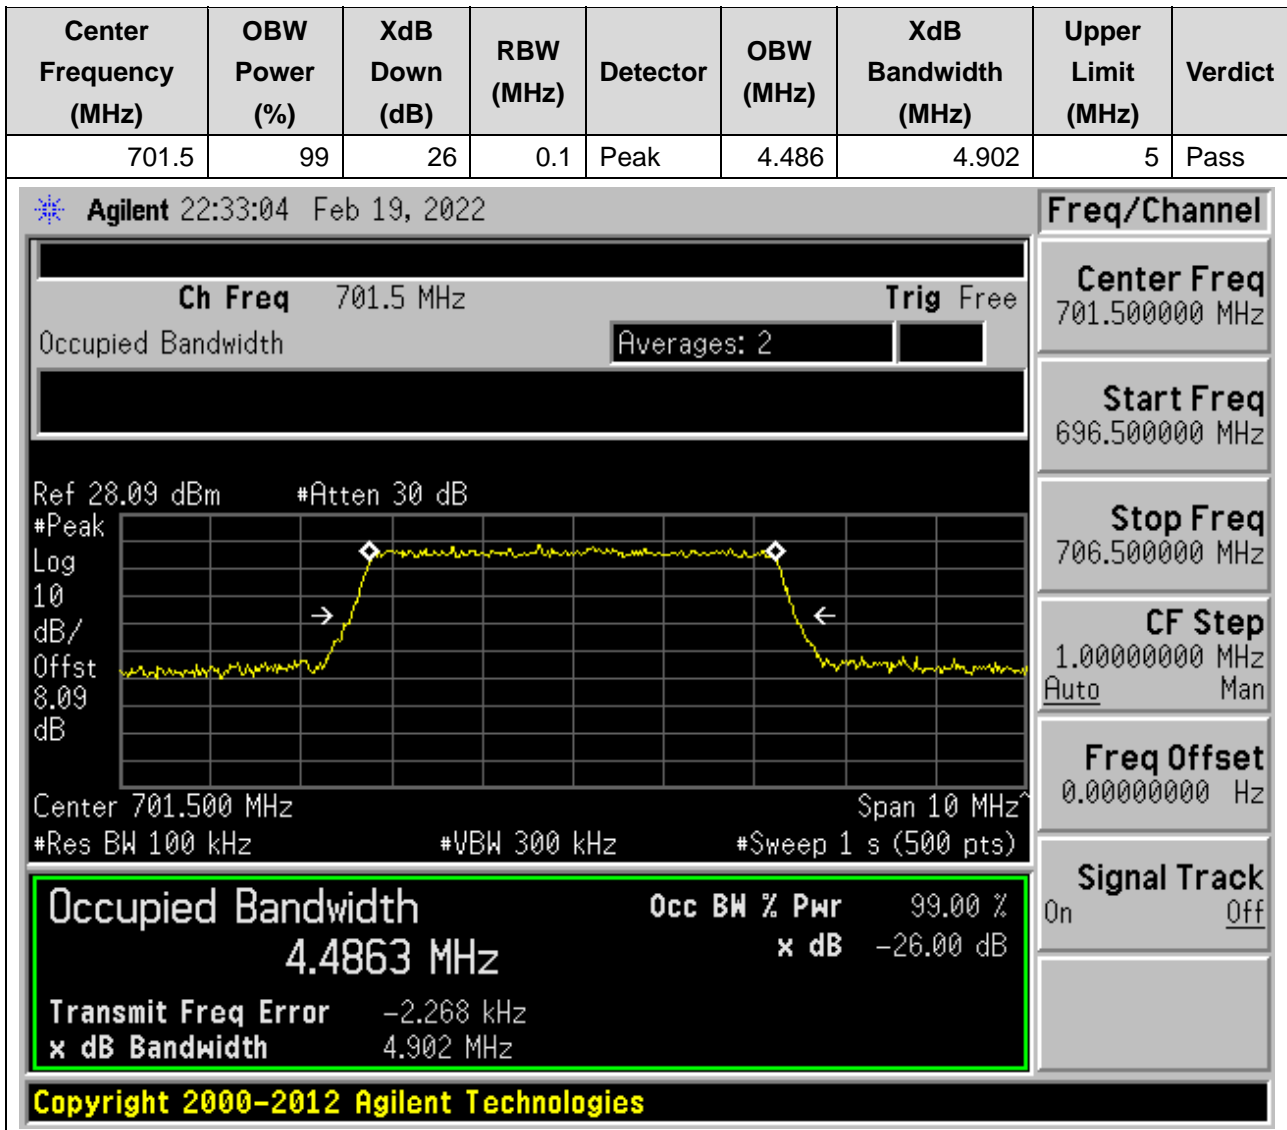 Center Frequency (MHz) OBW Power (%) XdB Down (dB) RBW (MHz) Detector OBW (MHz) XdB Bandwidth (MHz) Upper Limit (MHz) Verdict
701.5 99 26 0.1 Peak 4.486 4.902 5 Pass
Agilent 22:33:04 Feb 19, 2022
Freq/Channel
Ch Freq 701.5 MHz Trig Free
Occupied Bandwidth Averages: 2
Ref 28.09 dBm #Atten 30 dB
#Peak
Log
10
dB/
Offst
8.09
dB
Center 701.500 MHz Span 10 MHz^
#Res BW 100 kHz #VBW 300 kHz #Sweep 1 s (500 pts)
Occupied Bandwidth
4.4863 MHz
Occ BW % Pwr 99.00 %
x dB -26.00 dB
Transmit Freq Error -2.268 kHz
x dB Bandwidth 4.902 MHz
Center Freq
701.500000 MHz
Start Freq
696.500000 MHz
Stop Freq
706.500000 MHz
CF Step
1.00000000 MHz
Auto Man
Freq Offset
0.00000000 Hz
Signal Track
On Off
Copyright 2000-2012 Agilent Technologies